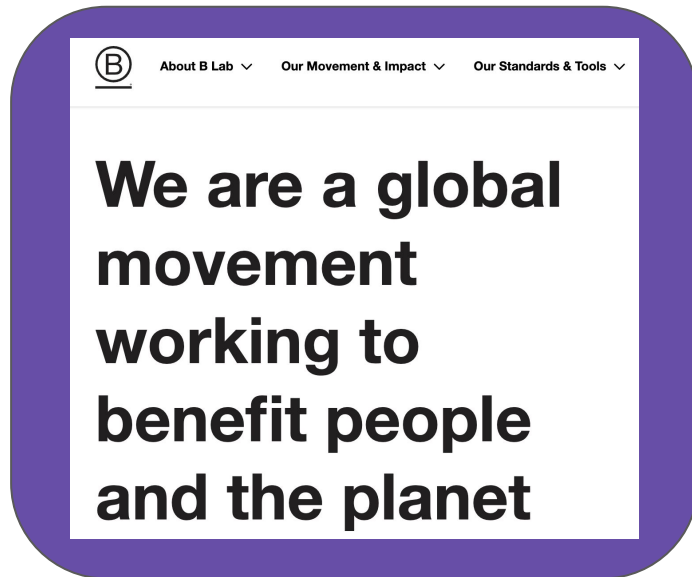 B About B Lab Our Movement & Impact Our Standards & Tools
We are a global
movement
working to
benefit people
and the planet